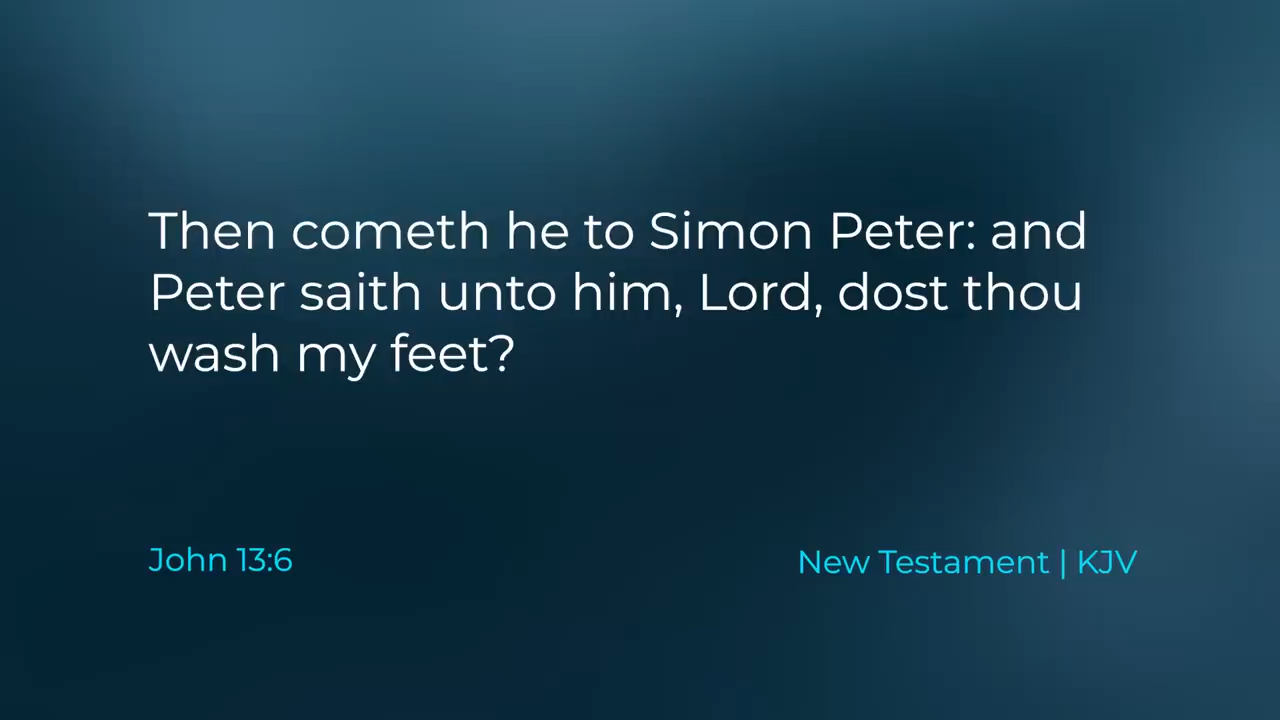 Then cometh he to Simon Peter: and
Peter saith unto him, Lord, dost thou
wash my feet?
John 13:6
New Testament | KJV